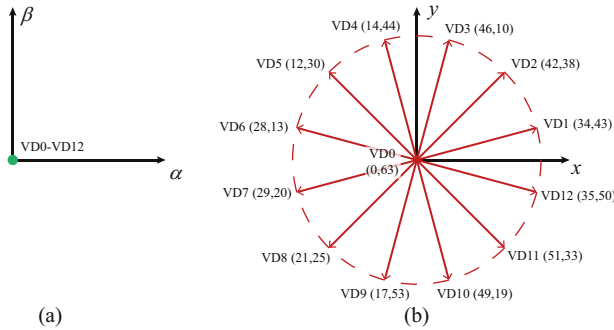 β
VD0-VD12
α
(a)
y
VD4 (14,44)
VD3 (46,10)
VD5 (12,30)
VD2 (42,38)
VD6 (28,13)
VD1 (34,43)
VD0
(0,63)
x
VD7 (29,20)
VD12 (35,50)
VD8 (21,25)
VD11 (51,33)
VD9 (17,53)
VD10 (49,19)
(b)